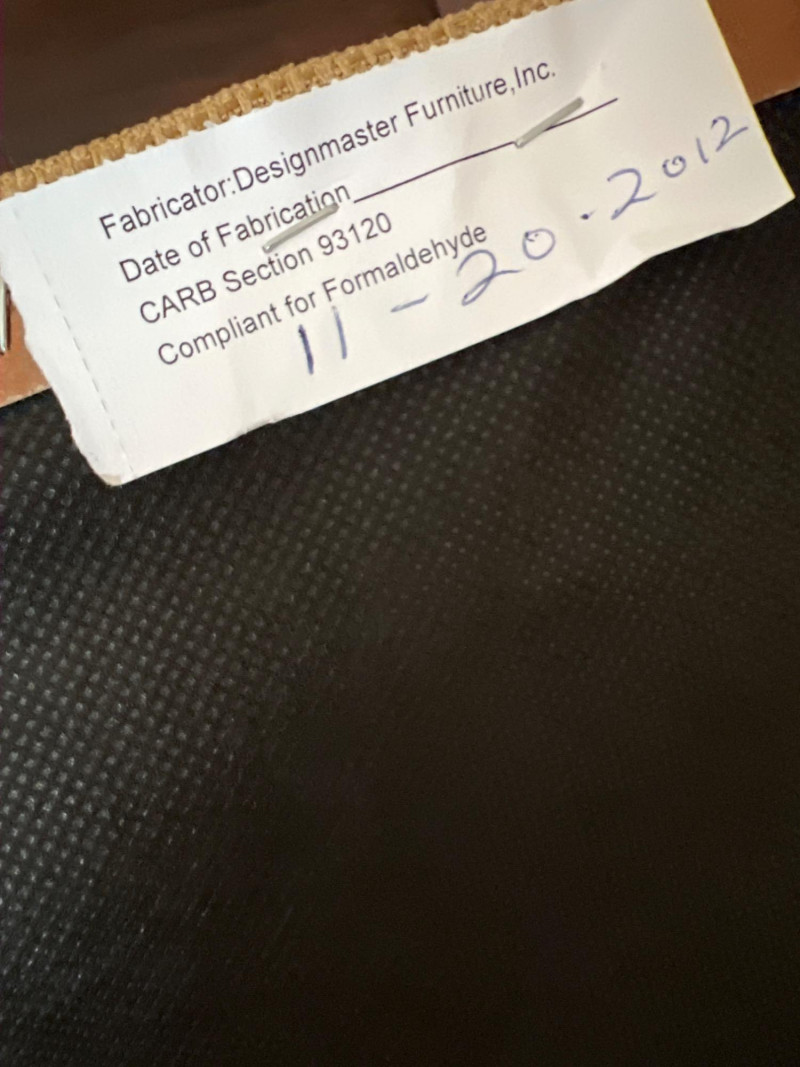 Fabricator:Designmaster Furniture,Inc.
Date of Fabrication
CARB Section 93120
Compliant for Formaldehyde
11 - 20 . 2012